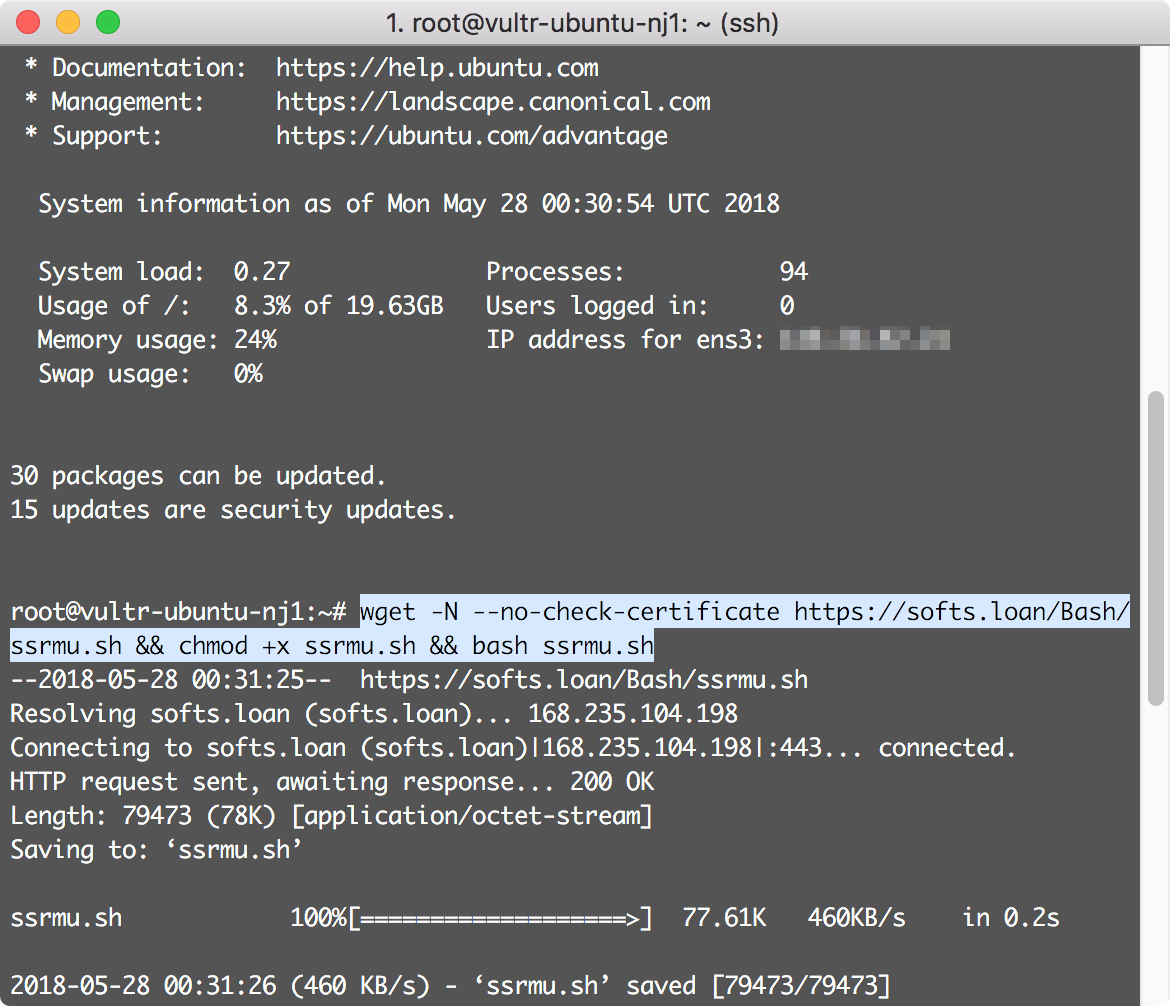 1. root@vultr-ubuntu-nj1: ~ (ssh)
* Documentation:  https://help.ubuntu.com
* Management:     https://landscape.canonical.com
* Support:        https://ubuntu.com/advantage
System information as of Mon May 28 00:30:54 UTC 2018
System load:  0.27              Processes:           94
Usage of /:   8.3% of 19.63GB   Users logged in:     0
Memory usage: 24%               IP address for ens3:
Swap usage:   0%
30 packages can be updated.
15 updates are security updates.
root@vultr-ubuntu-nj1:~# wget -N --no-check-certificate https://softs.loan/Bash/
ssrmu.sh && chmod +x ssrmu.sh && bash ssrmu.sh
--2018-05-28 00:31:25--  https://softs.loan/Bash/ssrmu.sh
Resolving softs.loan (softs.loan)... 168.235.104.198
Connecting to softs.loan (softs.loan)|168.235.104.198|:443... connected.
HTTP request sent, awaiting response... 200 OK
Length: 79473 (78K) [application/octet-stream]
Saving to: ‘ssrmu.sh’
ssrmu.sh            100%[===================>]  77.61K   460KB/s    in 0.2s
2018-05-28 00:31:26 (460 KB/s) - ‘ssrmu.sh’ saved [79473/79473]